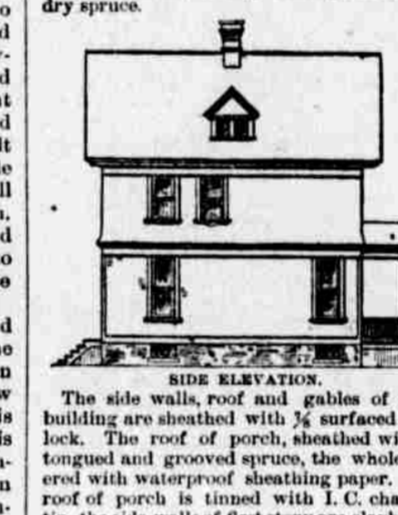 dry spruce.
SIDE ELEVATION.
The side walls, roof and gables of
building are sheathed with ⅞ surfaced
lock. The roof of porch, sheathed wi
tongued and grooved spruce, the whole
ered with waterproof sheathing paper.
roof of porch is tinned with I. C. cha